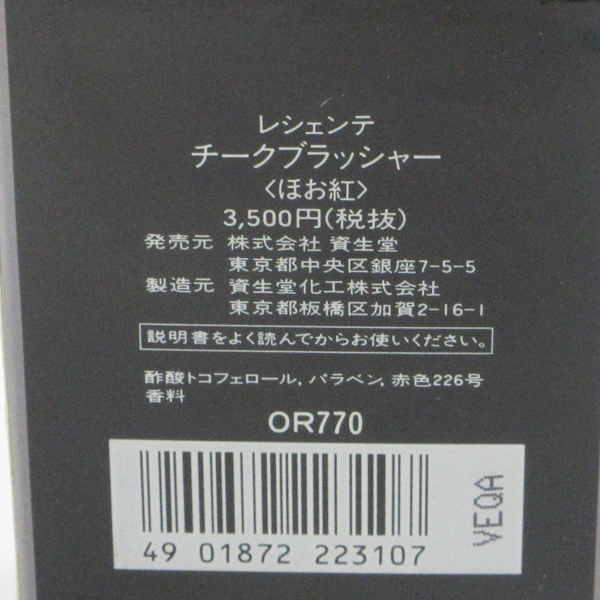 レシェンテ
チークブラッシャー
〈ほお紅〉
3,500円(税抜)
発売元 株式会社 資生堂
東京都中央区銀座7-5-5
製造元 資生堂化工株式会社
東京都板橋区加賀2-16-1
説明書をよく読んでからお使いください。
酢酸トコフェロール, パラベン, 赤色226号
香料
OR770
49 01872 223107
VEQA